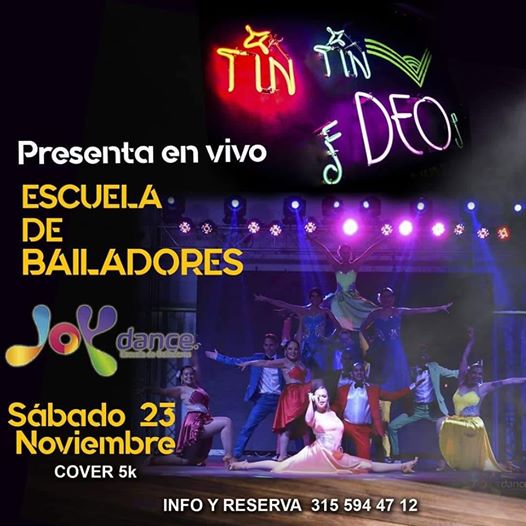 TIN TIN DEO
Presenta en vivo
ESCUELA
DE
BAILADORES
JOY dance
Sábado 23
Noviembre
COVER 5k
INFO Y RESERVA 315 594 47 12